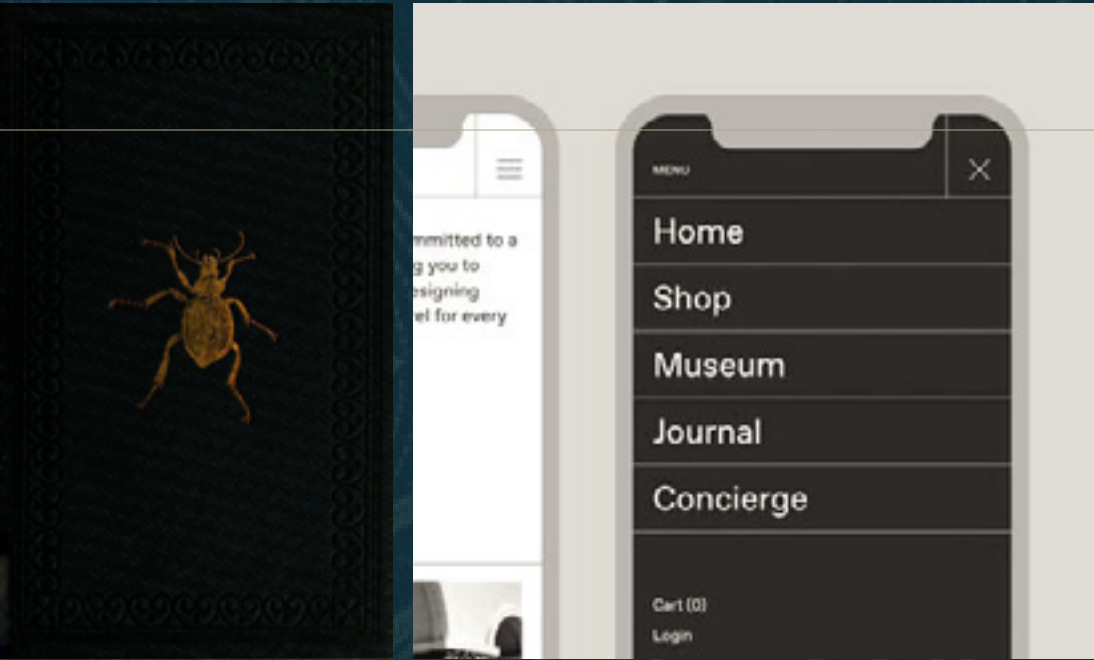 mmitted to a
g you to
esigning
el for every
MENU
Home
Shop
Museum
Journal
Concierge
Cart (0)
Login